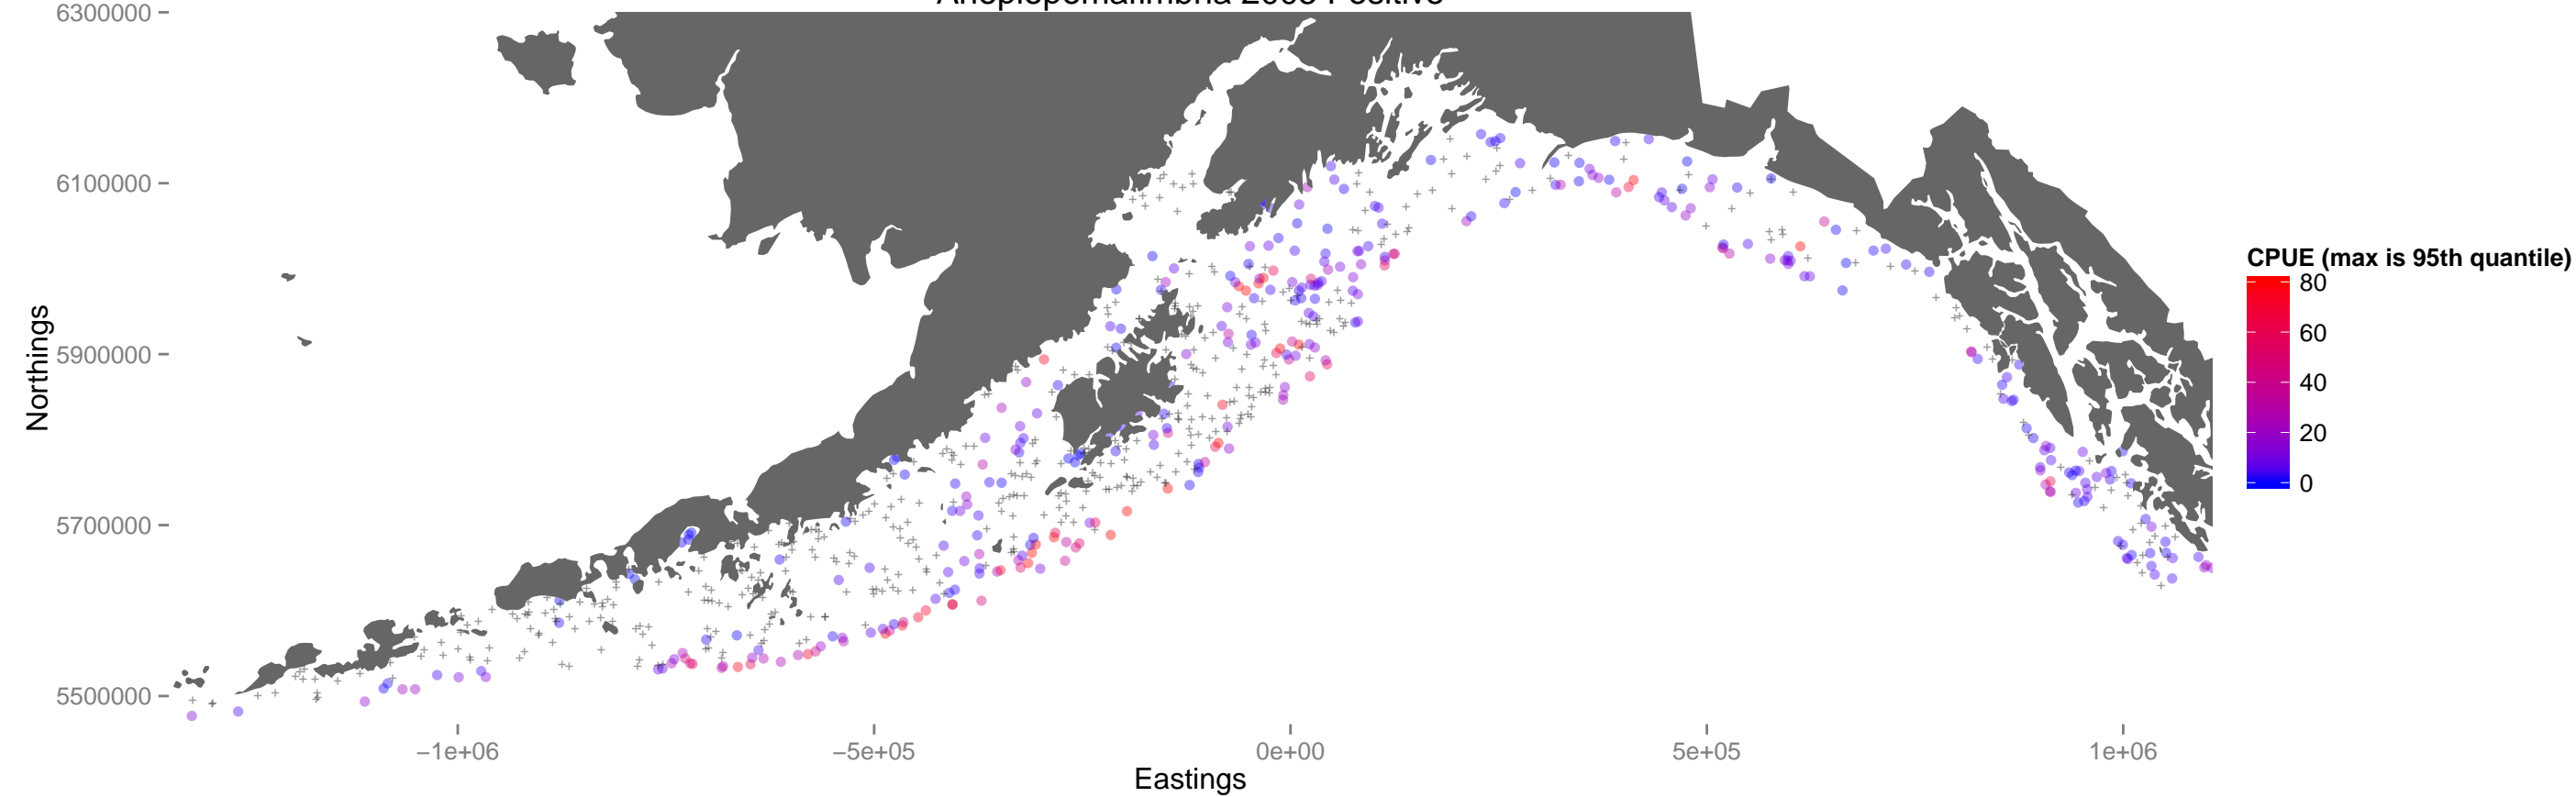 Anoplopomafimbria 2003 Positive
6300000
6100000
5900000
5700000
5500000
Northings
−1e+06
−5e+05
0e+00
5e+05
1e+06
Eastings
CPUE (max is 95th quantile)
80
60
40
20
0